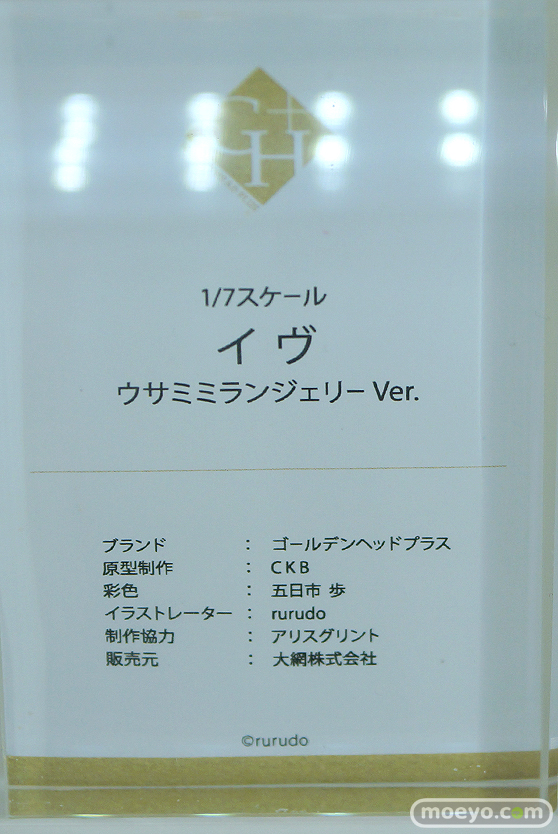 G+H
1/7スケール
イヴ
ウサミミランジェリー Ver.
ブランド : ゴールデンヘッドプラス
原型制作 : CKB
彩色 : 五日市 歩
イラストレーター : rurudo
制作協力 : アリスグリント
販売元 : 大網株式会社
©rurudo
moeyo.com